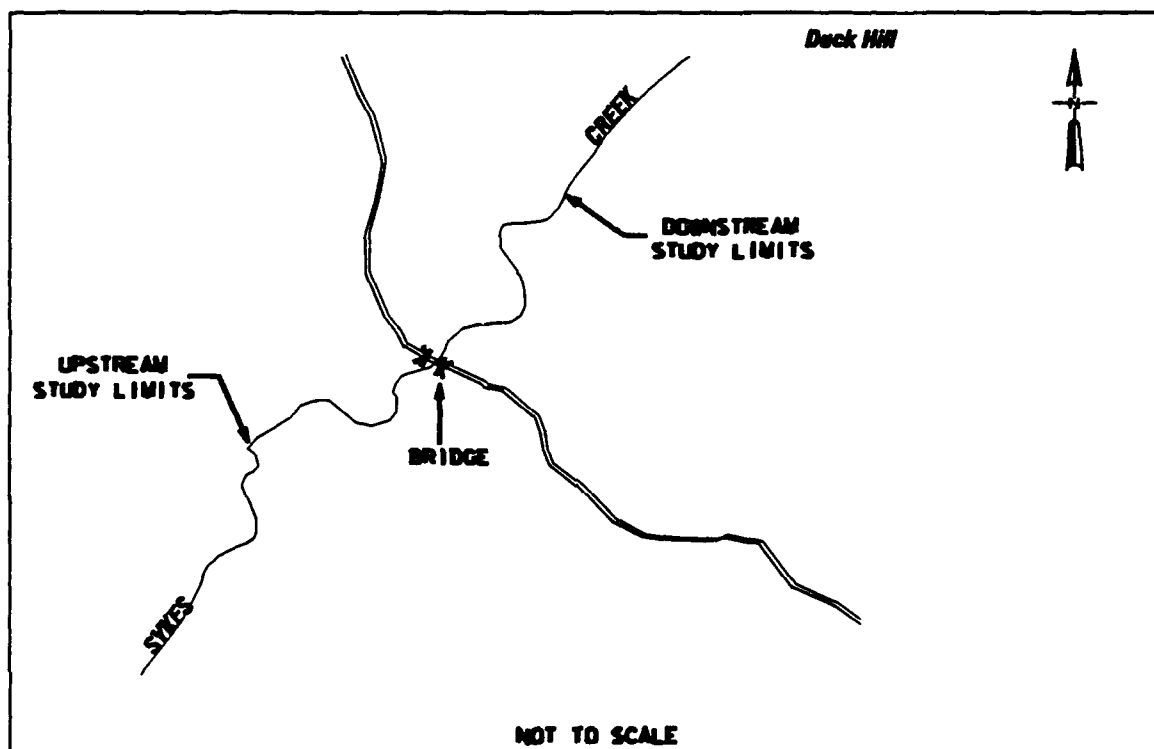 Duck Hill
N
CREEK
DOWNSTREAM
STUDY LIMITS
UPSTREAM
STUDY LIMITS
BRIDGE
SYKES
NOT TO SCALE